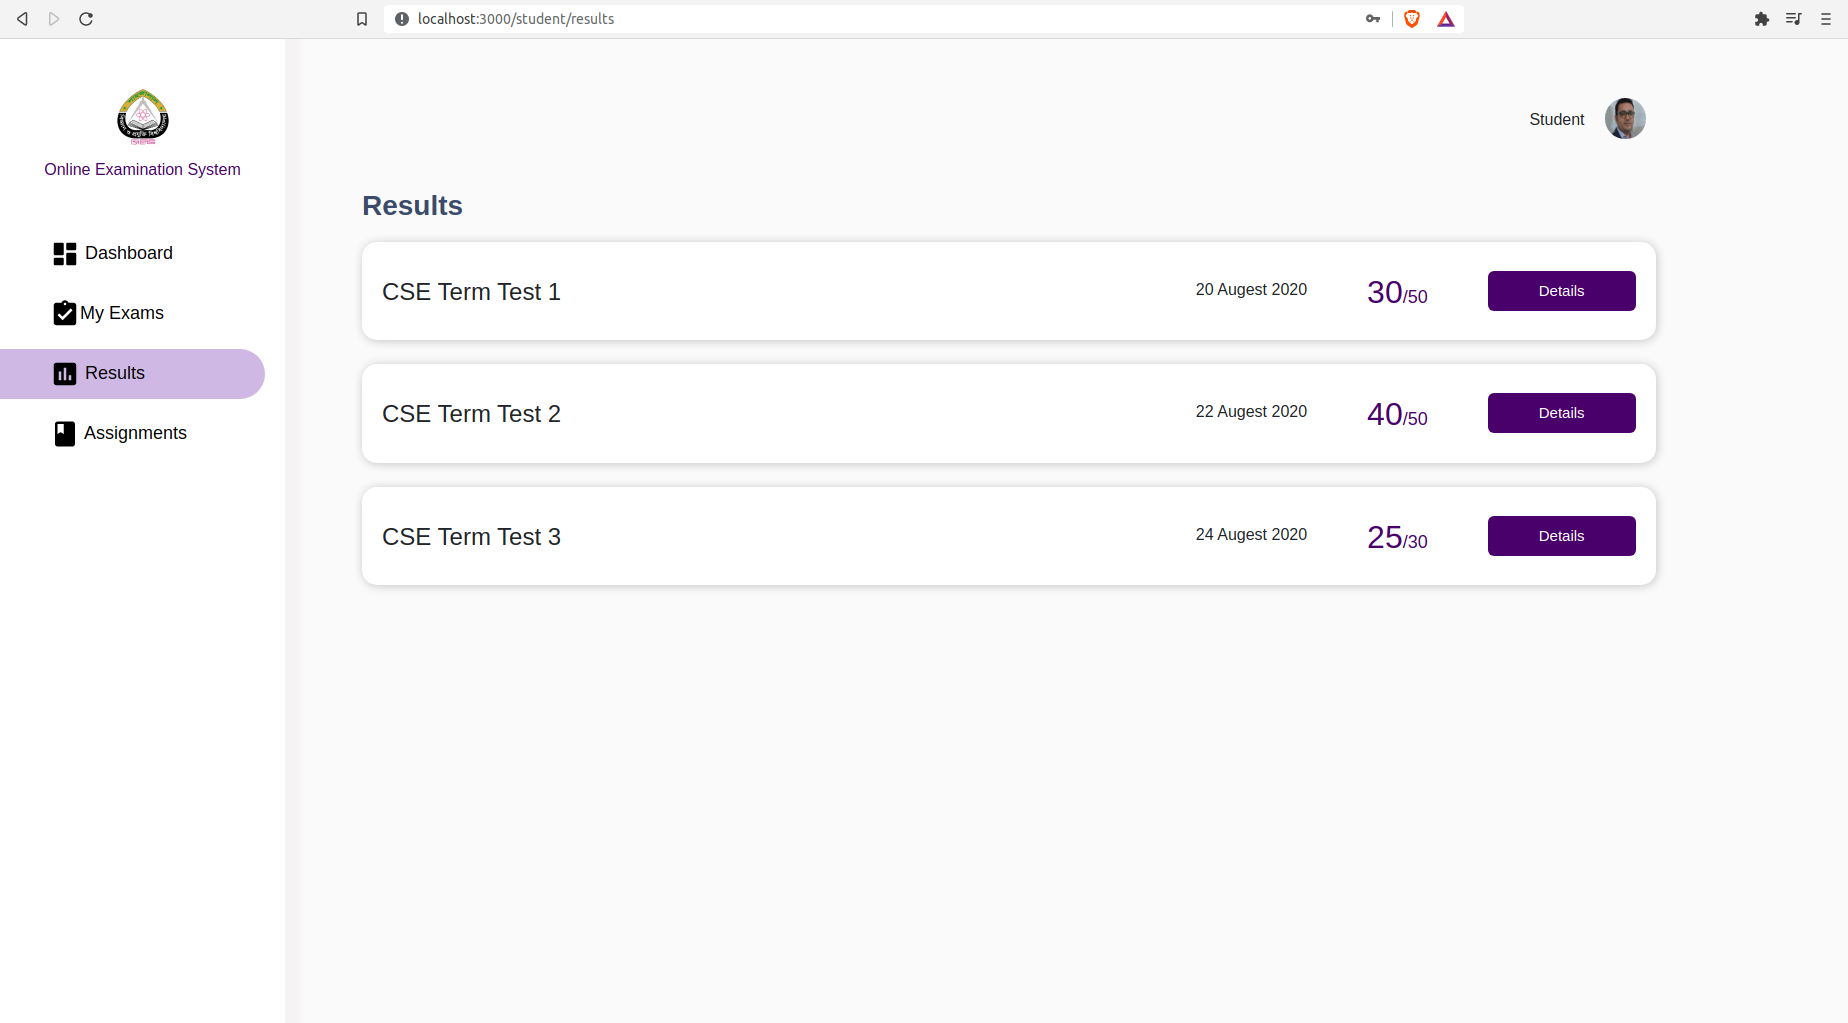 localhost:3000/student/results
Online Examination System
Dashboard
My Exams
Results
Assignments
Student
Results
CSE Term Test 1
20 Augest 2020
30/50
Details
CSE Term Test 2
22 Augest 2020
40/50
Details
CSE Term Test 3
24 Augest 2020
25/30
Details